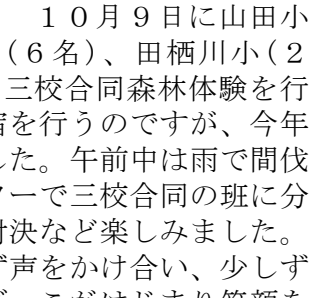 １０月９日に山田小
（６名）、田栖川小（２
三校合同森林体験を行
宿を行うのですが、今年
した。午前中は雨で間伐
ターで三校合同の班に分
対決など楽しみました。
ず声をかけ合い、少しず